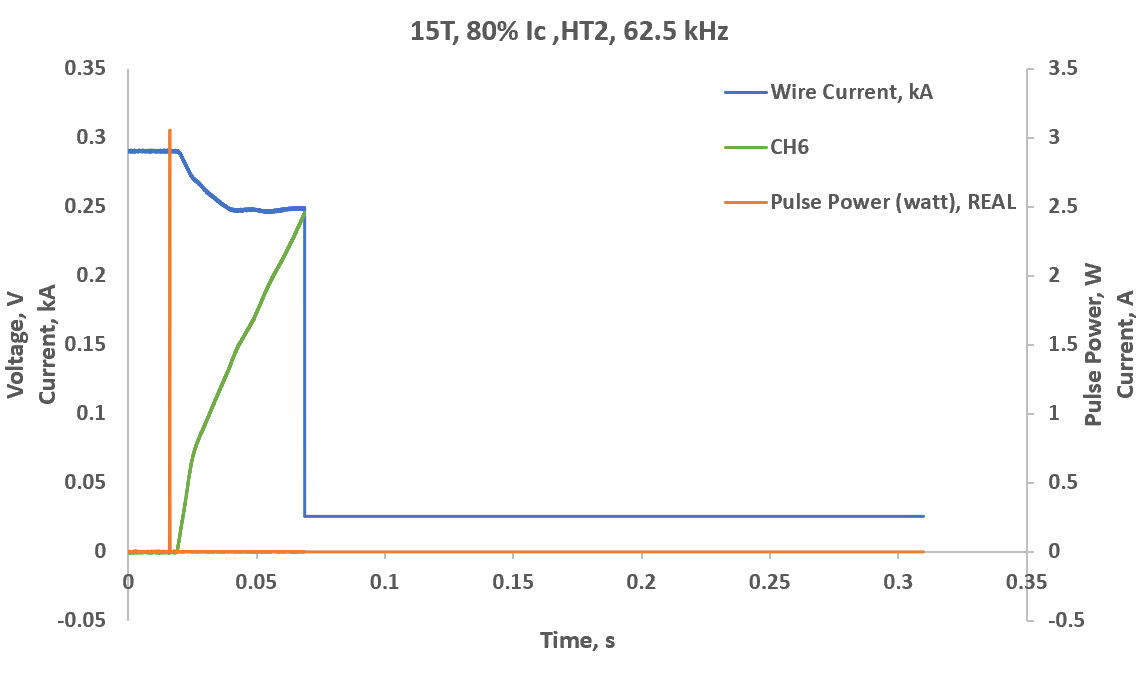 15T, 80% Ic ,HT2, 62.5 kHz
0.35
0.3
0.25
0.2
0.15
0.1
0.05
0
-0.05
Voltage, V
Current, kA
Wire Current, kA
CH6
Pulse Power (watt), REAL
3.5
3
2.5
2
1.5
1
0.5
0
-0.5
Pulse Power, W
Current, A
0 0.05 0.1 0.15 0.2 0.25 0.3 0.35
Time, s